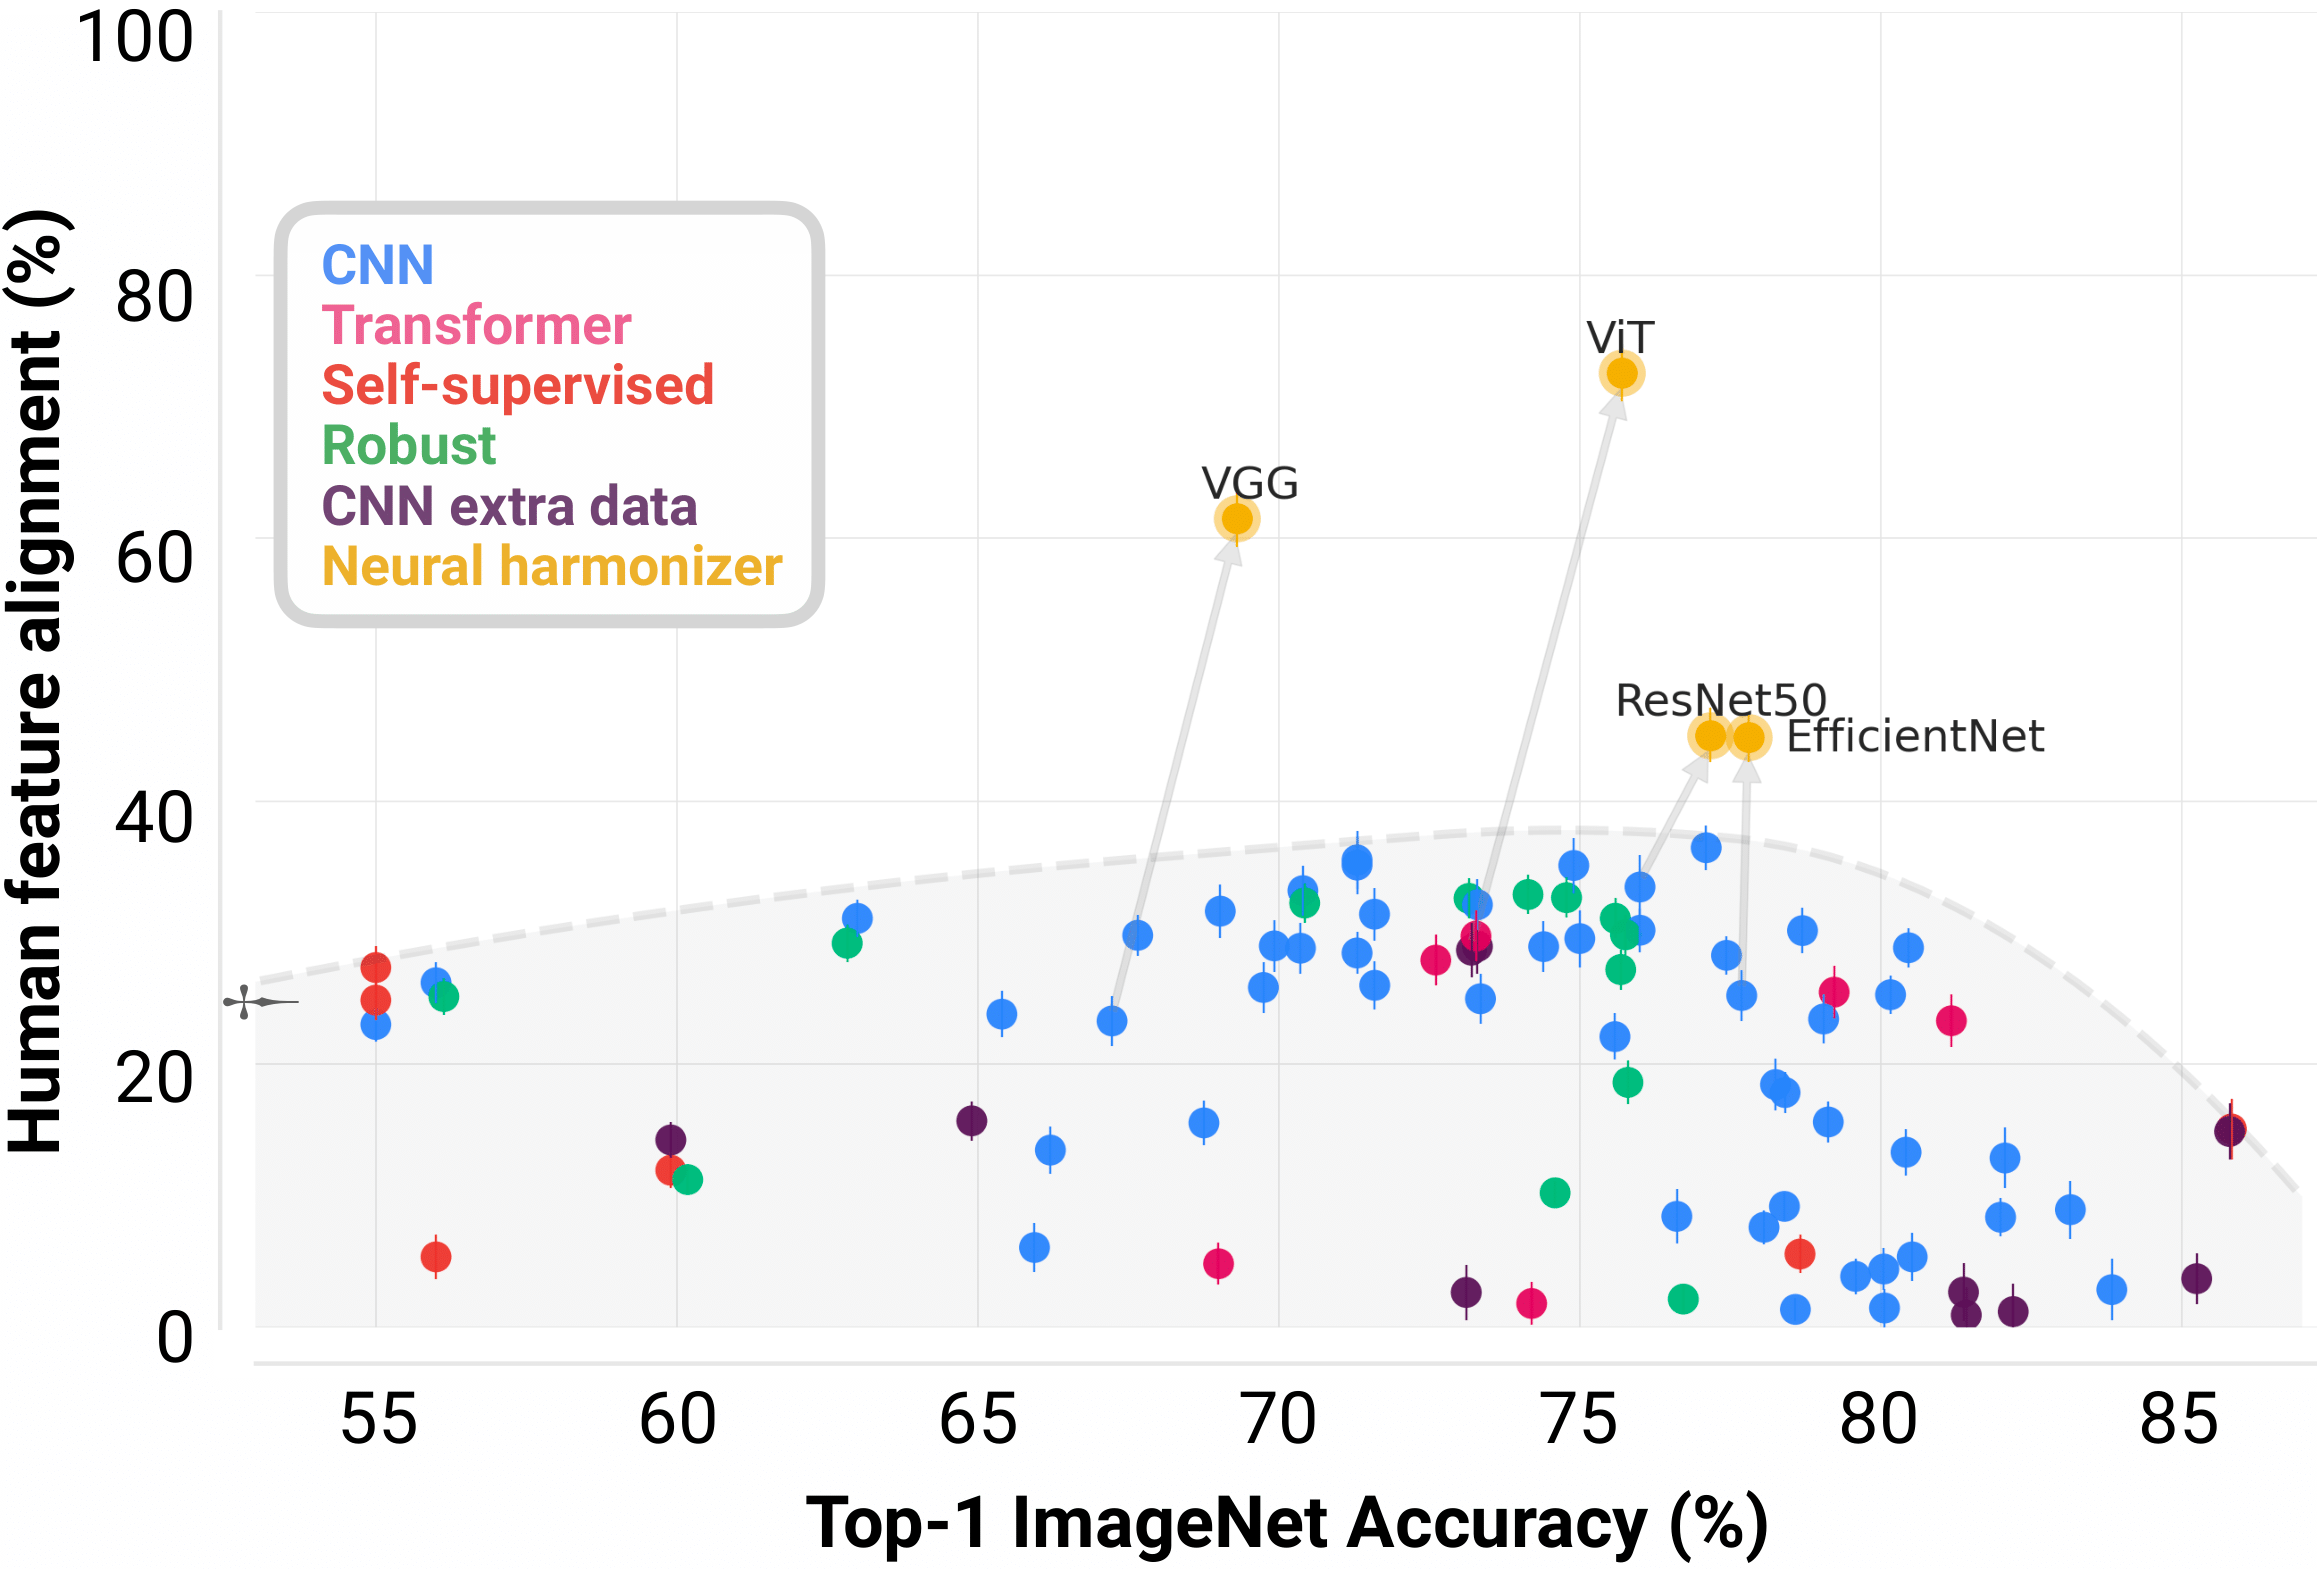 Human feature alignment (%)
100
80
60
40
20
0
CNN
Transformer
Self-supervised
Robust
CNN extra data
Neural harmonizer
ViT
VGG
ResNet50
EfficientNet
55 60 65 70 75 80 85
Top-1 ImageNet Accuracy (%)